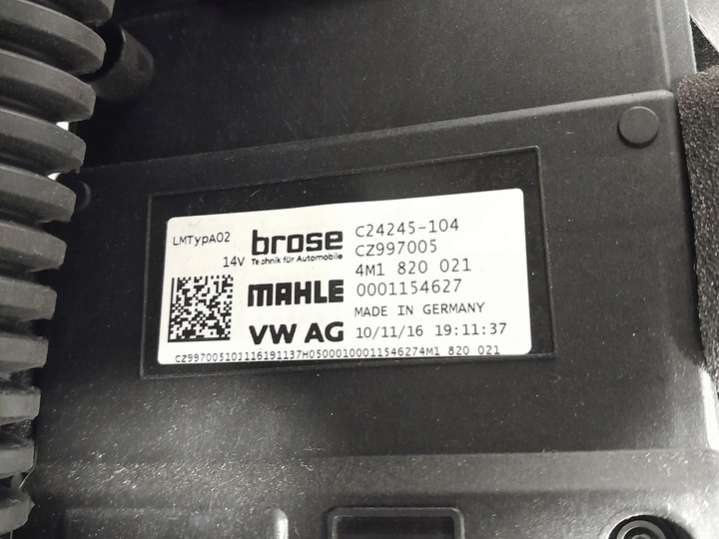 LMTypA02
14V
brose
Technik für Automobile
MAHLE
VW AG
C24245-104
CZ997005
4M1 820 021
0001154627
MADE IN GERMANY
10/11/16 19:11:37
CZ997005101116191137H05000100011546274M1 820 021